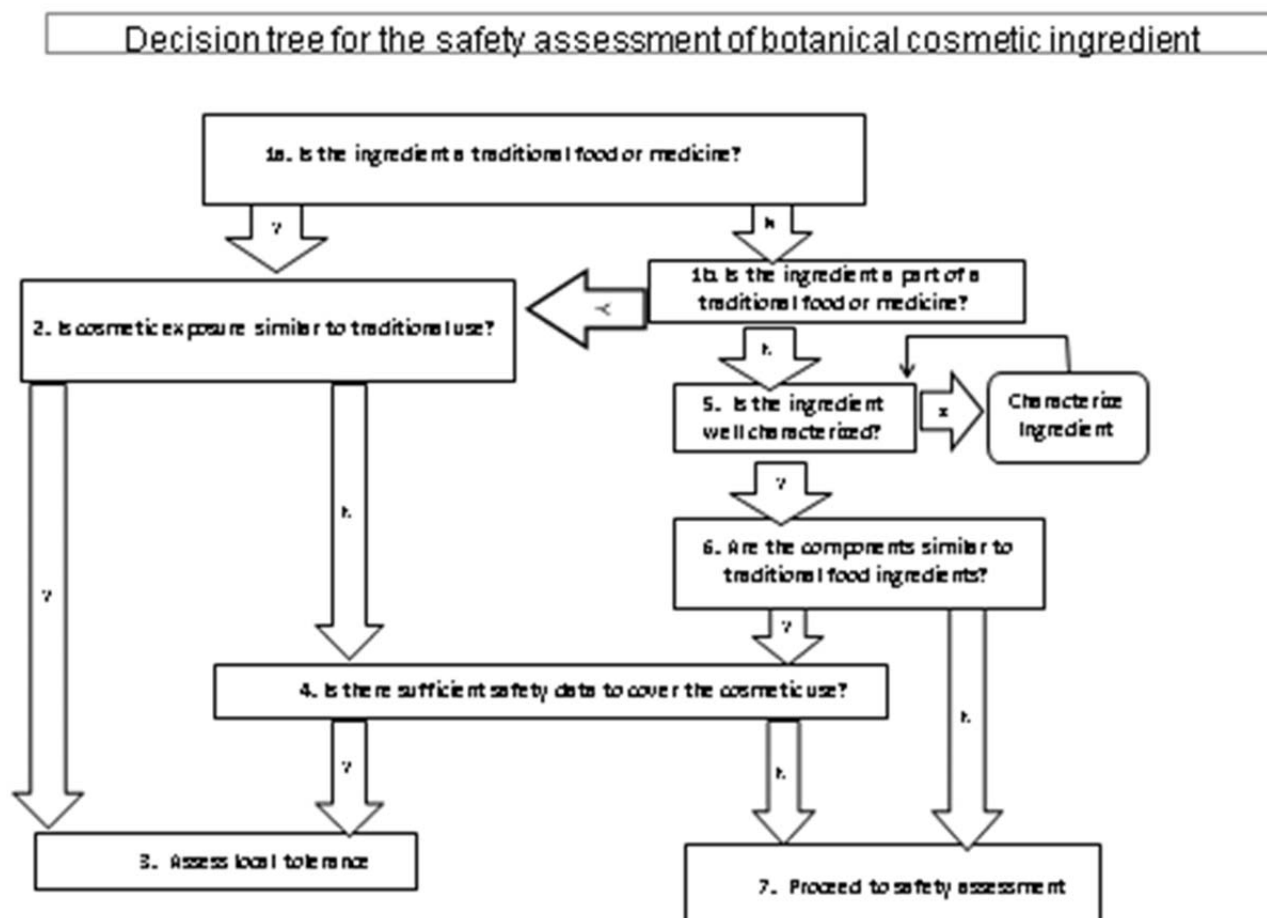 Decision tree for the safety assessment of botanical cosmetic ingredient
1a. Is the ingredient a traditional food or medicine?
Y
N
1b. Is the ingredient a part of a
traditional food or medicine?
Y
2. Is cosmetic exposure similar to traditional use?
N
5. Is the ingredient
well characterized?
Characterize
Ingredient
Y
6. Are the components similar to
traditional food ingredients?
Y
N
Y
4. Is there sufficient safety data to cover the cosmetic use?
N
Y
N
3. Assess local tolerance
7. Proceed to safety assessment